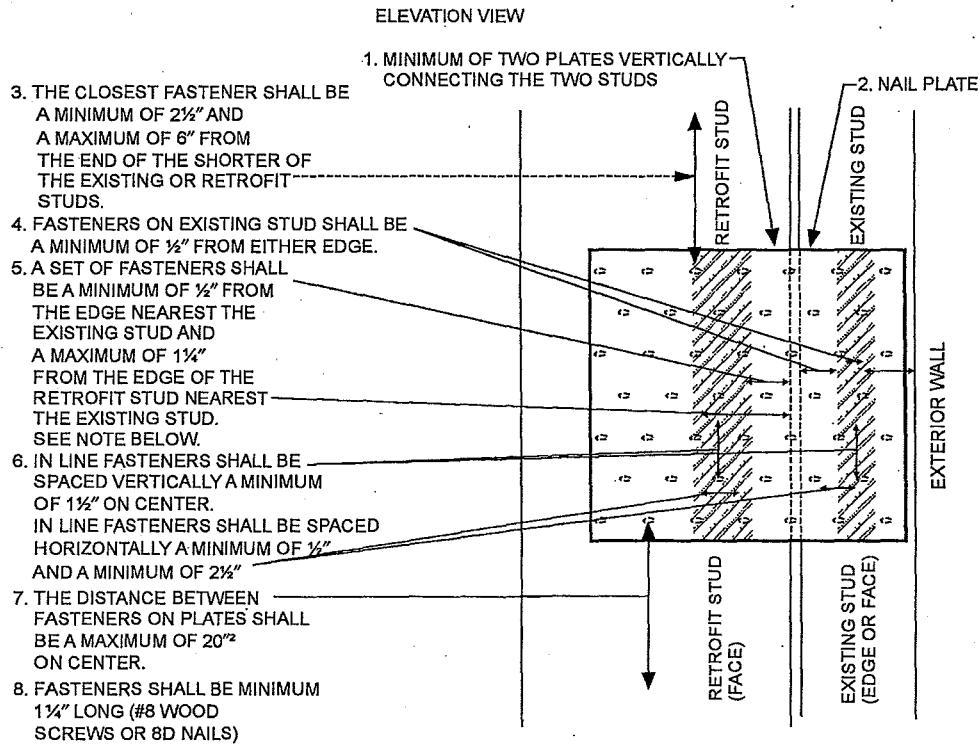 ELEVATION VIEW
1. MINIMUM OF TWO PLATES VERTICALLY
CONNECTING THE TWO STUDS
2. NAIL PLATE
3. THE CLOSEST FASTENER SHALL BE
A MINIMUM OF 2½" AND
A MAXIMUM OF 6" FROM
THE END OF THE SHORTER OF
THE EXISTING OR RETROFIT
STUDS.
4. FASTENERS ON EXISTING STUD SHALL BE
A MINIMUM OF ½" FROM EITHER EDGE.
5. A SET OF FASTENERS SHALL
BE A MINIMUM OF ½" FROM
THE EDGE NEAREST THE
EXISTING STUD AND
A MAXIMUM OF 1¼"
FROM THE EDGE OF THE
RETROFIT STUD NEAREST
THE EXISTING STUD.
SEE NOTE BELOW.
6. IN LINE FASTENERS SHALL BE
SPACED VERTICALLY A MINIMUM
OF 1½" ON CENTER.
IN LINE FASTENERS SHALL BE SPACED
HORIZONTALLY A MINIMUM OF ½"
AND A MINIMUM OF 2½"
7. THE DISTANCE BETWEEN
FASTENERS ON PLATES SHALL
BE A MAXIMUM OF 20"²
ON CENTER.
8. FASTENERS SHALL BE MINIMUM
1¼" LONG (#8 WOOD
SCREWS OR 8D NAILS)
RETROFIT STUD
EXISTING STUD
EXTERIOR WALL
RETROFIT STUD
(FACE)
EXISTING STUD
(EDGE OR FACE)